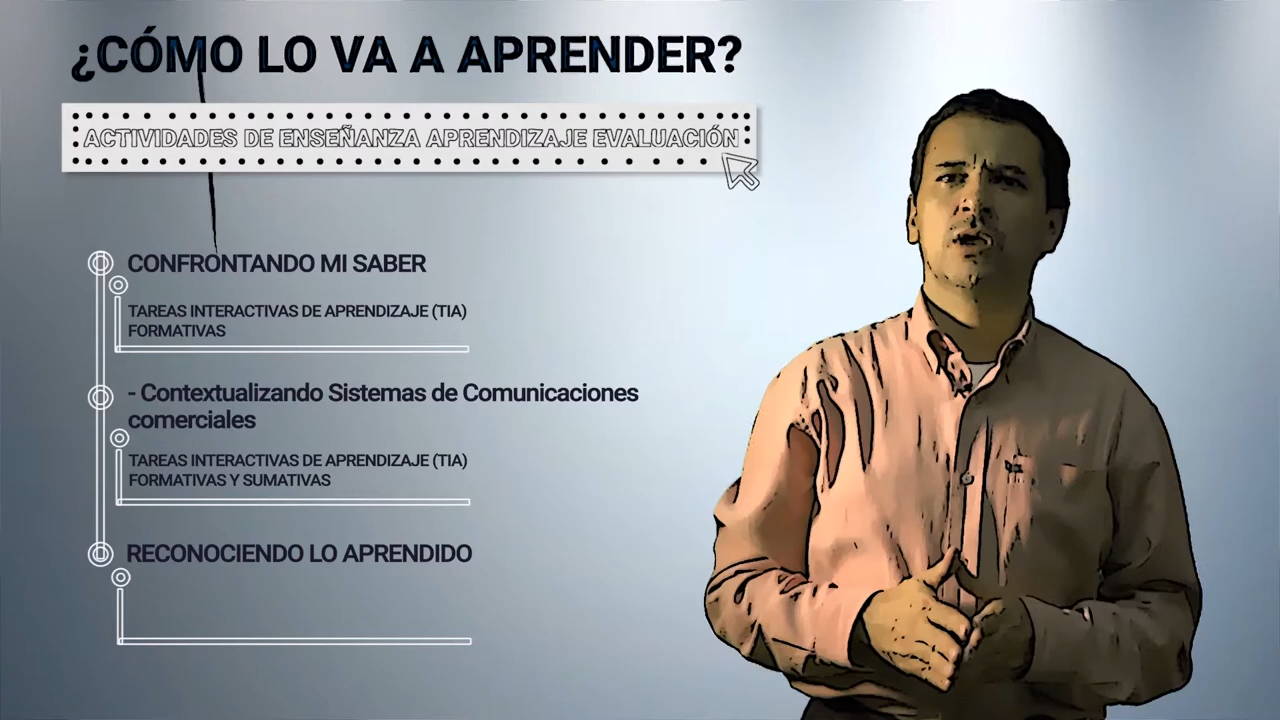 ¿CÓMO LO VA A APRENDER?
ACTIVIDADES DE ENSEÑANZA APRENDIZAJE EVALUACIÓN
CONFRONTANDO MI SABER
TAREAS INTERACTIVAS DE APRENDIZAJE (TIA)
FORMATIVAS
- Contextualizando Sistemas de Comunicaciones
comerciales
TAREAS INTERACTIVAS DE APRENDIZAJE (TIA)
FORMATIVAS Y SUMATIVAS
RECONOCIENDO LO APRENDIDO